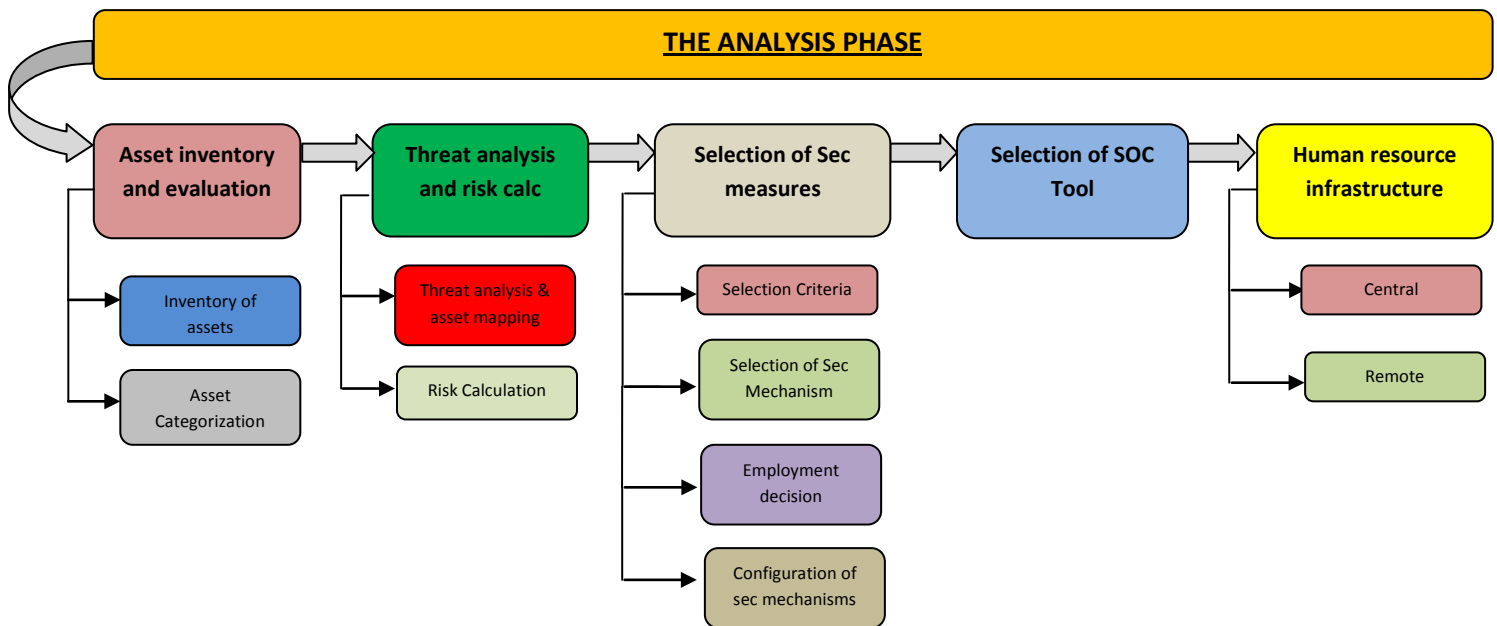 THE ANALYSIS PHASE
Asset inventory
and evaluation
Threat analysis
and risk calc
Selection of Sec
measures
Selection of SOC
Tool
Human resource
infrastructure
Inventory of
assets
Asset
Categorization
Threat analysis &
asset mapping
Risk Calculation
Selection Criteria
Selection of Sec
Mechanism
Employment
decision
Configuration of
sec mechanisms
Central
Remote